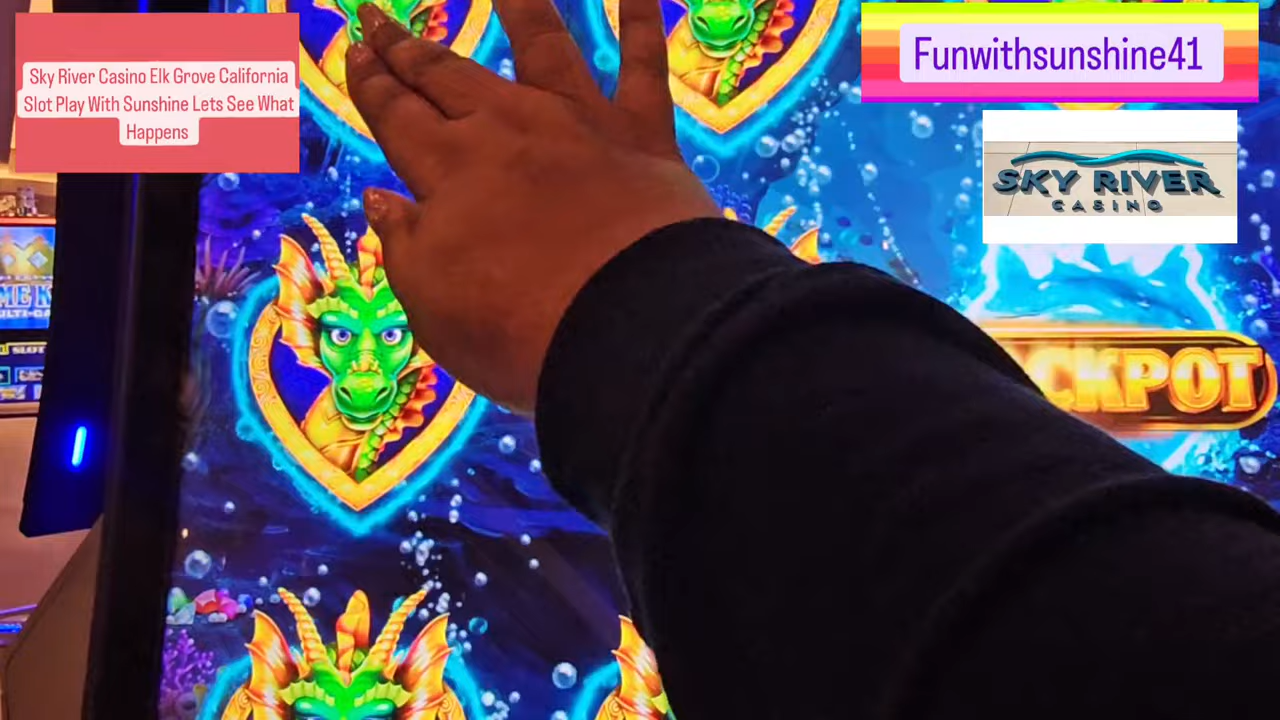 Sky River Casino Elk Grove California
Slot Play With Sunshine Lets See What
Happens
Funwithsunshine41
SKY RIVER
CASINO
CKPOT
SLOT